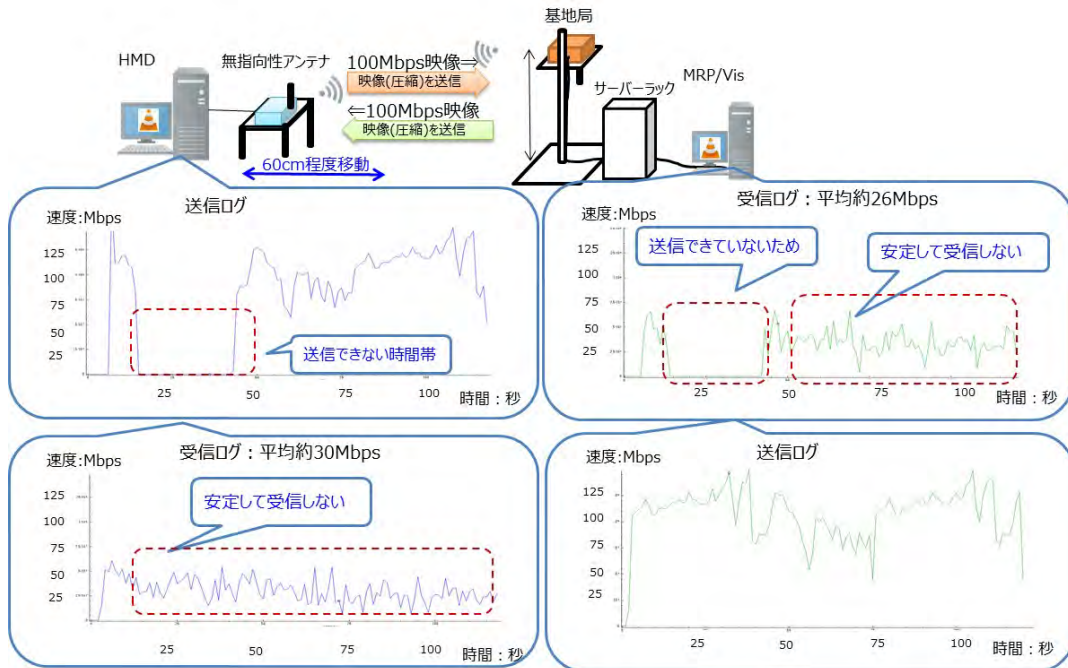 基地局
HMD
無指向性アンテナ
100Mbps映像⇒
映像(圧縮)を送信
⇐100Mbps映像
映像(圧縮)を送信
サーバーラック
MRP/Vis
60cm程度移動
送信ログ
速度:Mbps
125
100
75
50
25
送信できない時間帯
25
50
75
100
時間：秒
受信ログ：平均約26Mbps
速度:Mbps
125
100
75
50
25
送信できていないため
安定して受信しない
25
50
75
100
時間：秒
受信ログ：平均約30Mbps
速度:Mbps
125
100
75
50
25
安定して受信しない
25
50
75
100
時間：秒
送信ログ
速度:Mbps
125
100
75
50
25
25
50
75
100
時間：秒